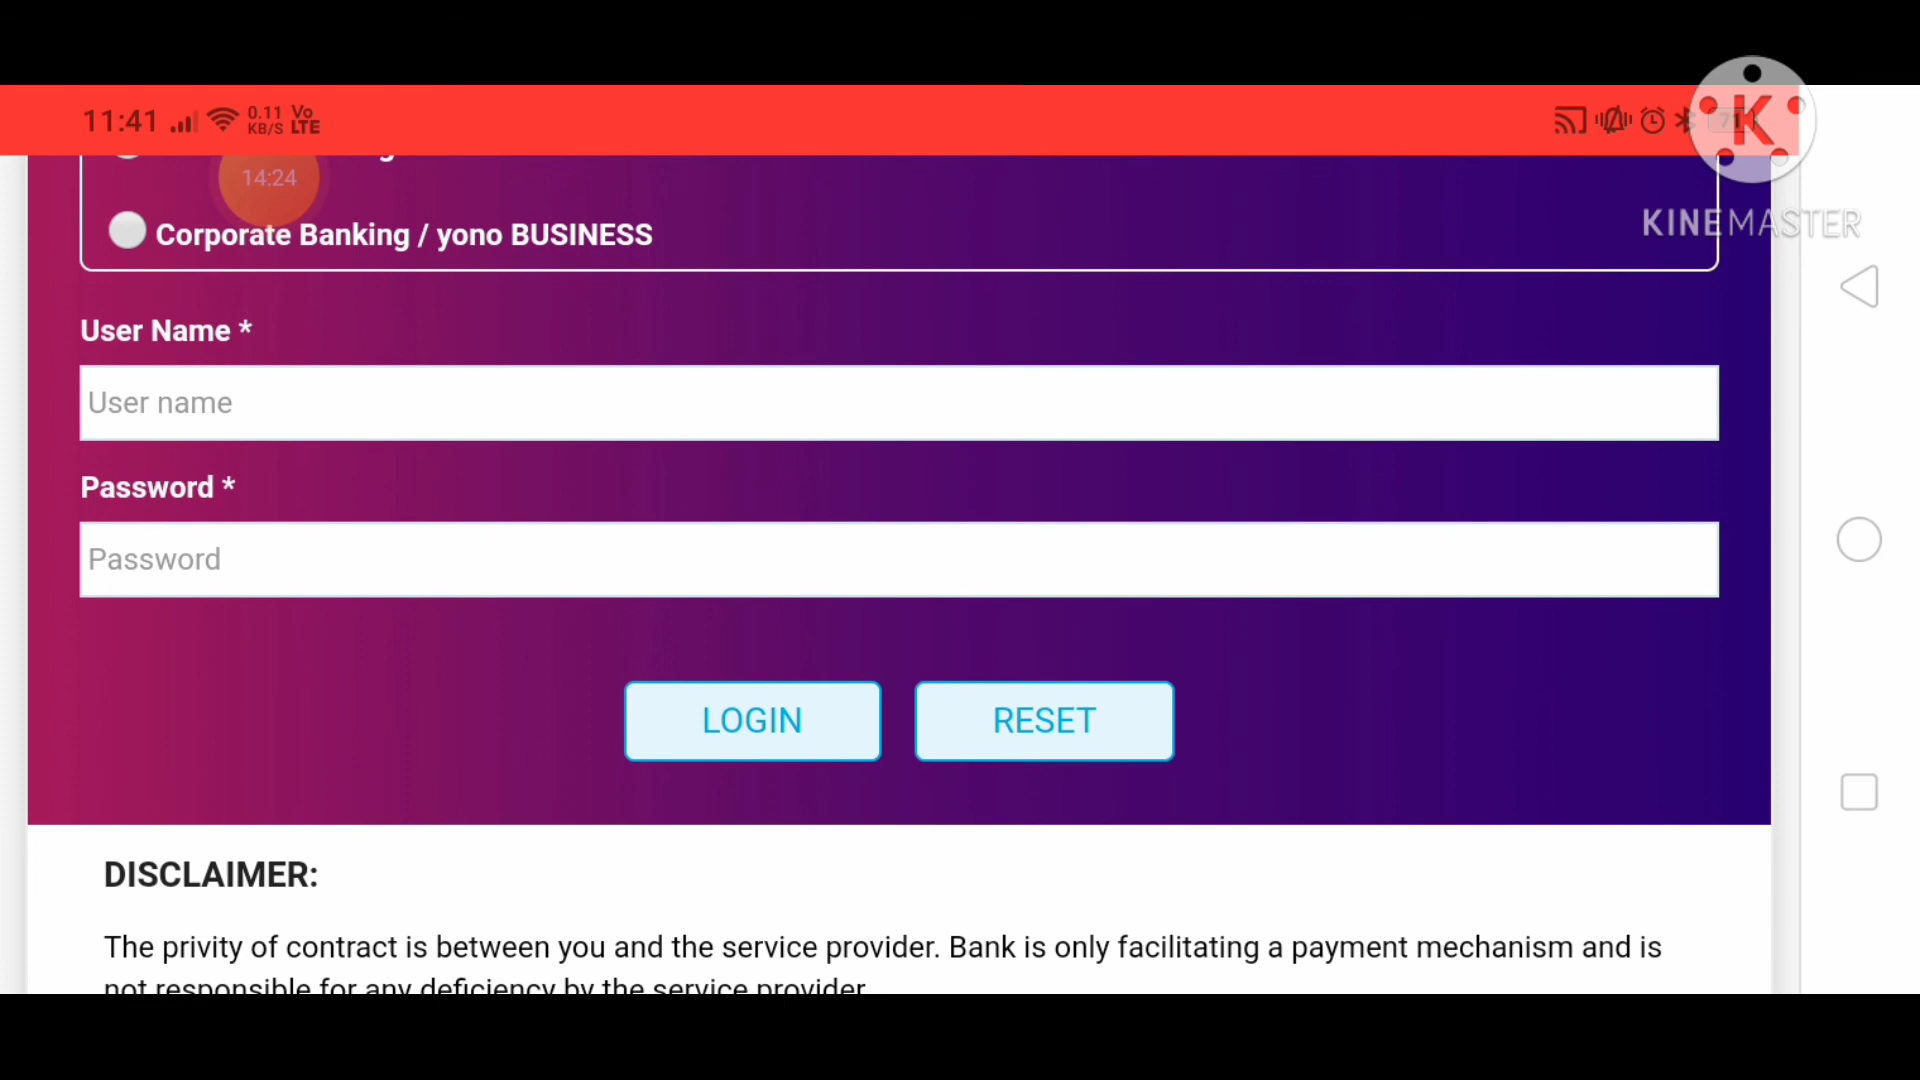 11:41 0.11 KB/S Vo LTE 71
K
14:24
KINEMASTER
Corporate Banking / yono BUSINESS
User Name *
User name
Password *
Password
LOGIN RESET
DISCLAIMER:
The privity of contract is between you and the service provider. Bank is only facilitating a payment mechanism and is
not responsible for any deficiency by the service provider